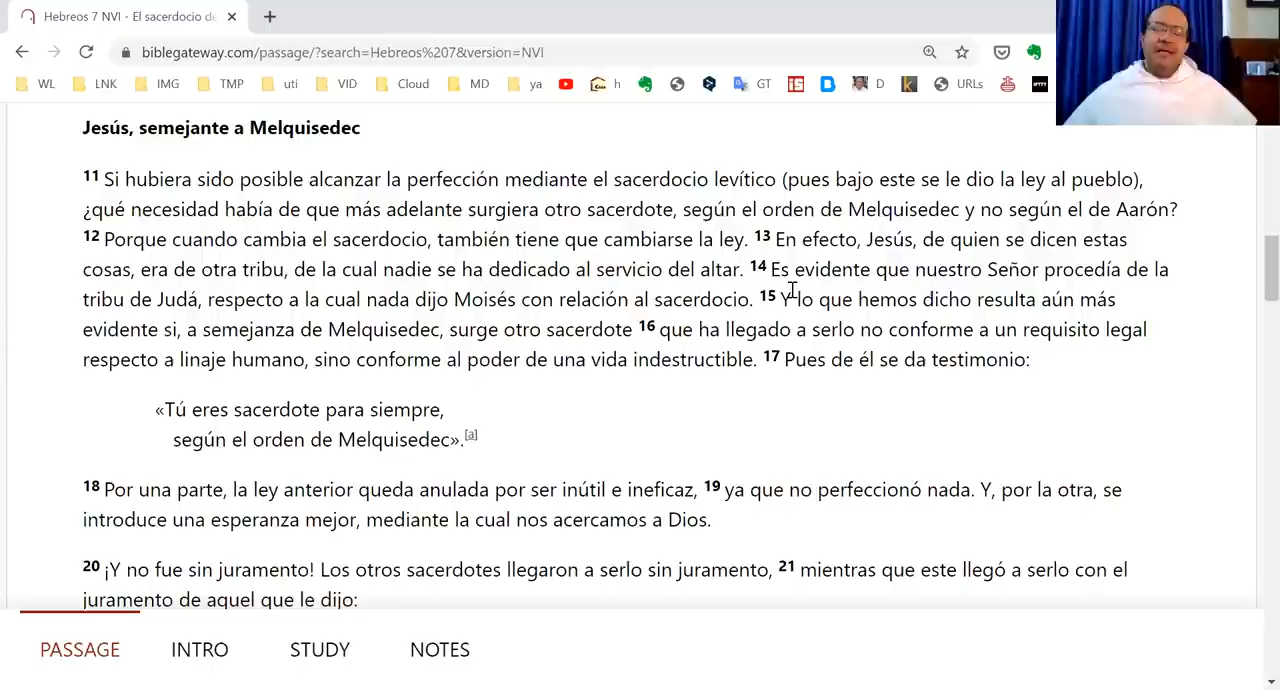 Hebreos 7 NVI - El sacerdocio de
biblegateway.com/passage/?search=Hebreos%207&version=NVI
WL LNK IMG TMP uti VID Cloud MD ya h GT D URLs
Jesús, semejante a Melquisedec
11 Si hubiera sido posible alcanzar la perfección mediante el sacerdocio levítico (pues bajo este se le dio la ley al pueblo),
¿qué necesidad había de que más adelante surgiera otro sacerdote, según el orden de Melquisedec y no según el de Aarón?
12 Porque cuando cambia el sacerdocio, también tiene que cambiarse la ley. 13 En efecto, Jesús, de quien se dicen estas
cosas, era de otra tribu, de la cual nadie se ha dedicado al servicio del altar. 14 Es evidente que nuestro Señor procedía de la
tribu de Judá, respecto a la cual nada dijo Moisés con relación al sacerdocio. 15 Y lo que hemos dicho resulta aún más
evidente si, a semejanza de Melquisedec, surge otro sacerdote 16 que ha llegado a serlo no conforme a un requisito legal
respecto a linaje humano, sino conforme al poder de una vida indestructible. 17 Pues de él se da testimonio:
«Tú eres sacerdote para siempre,
según el orden de Melquisedec».[a]
18 Por una parte, la ley anterior queda anulada por ser inútil e ineficaz, 19 ya que no perfeccionó nada. Y, por la otra, se
introduce una esperanza mejor, mediante la cual nos acercamos a Dios.
20 ¡Y no fue sin juramento! Los otros sacerdotes llegaron a serlo sin juramento, 21 mientras que este llegó a serlo con el
juramento de aquel que le dijo:
PASSAGE INTRO STUDY NOTES